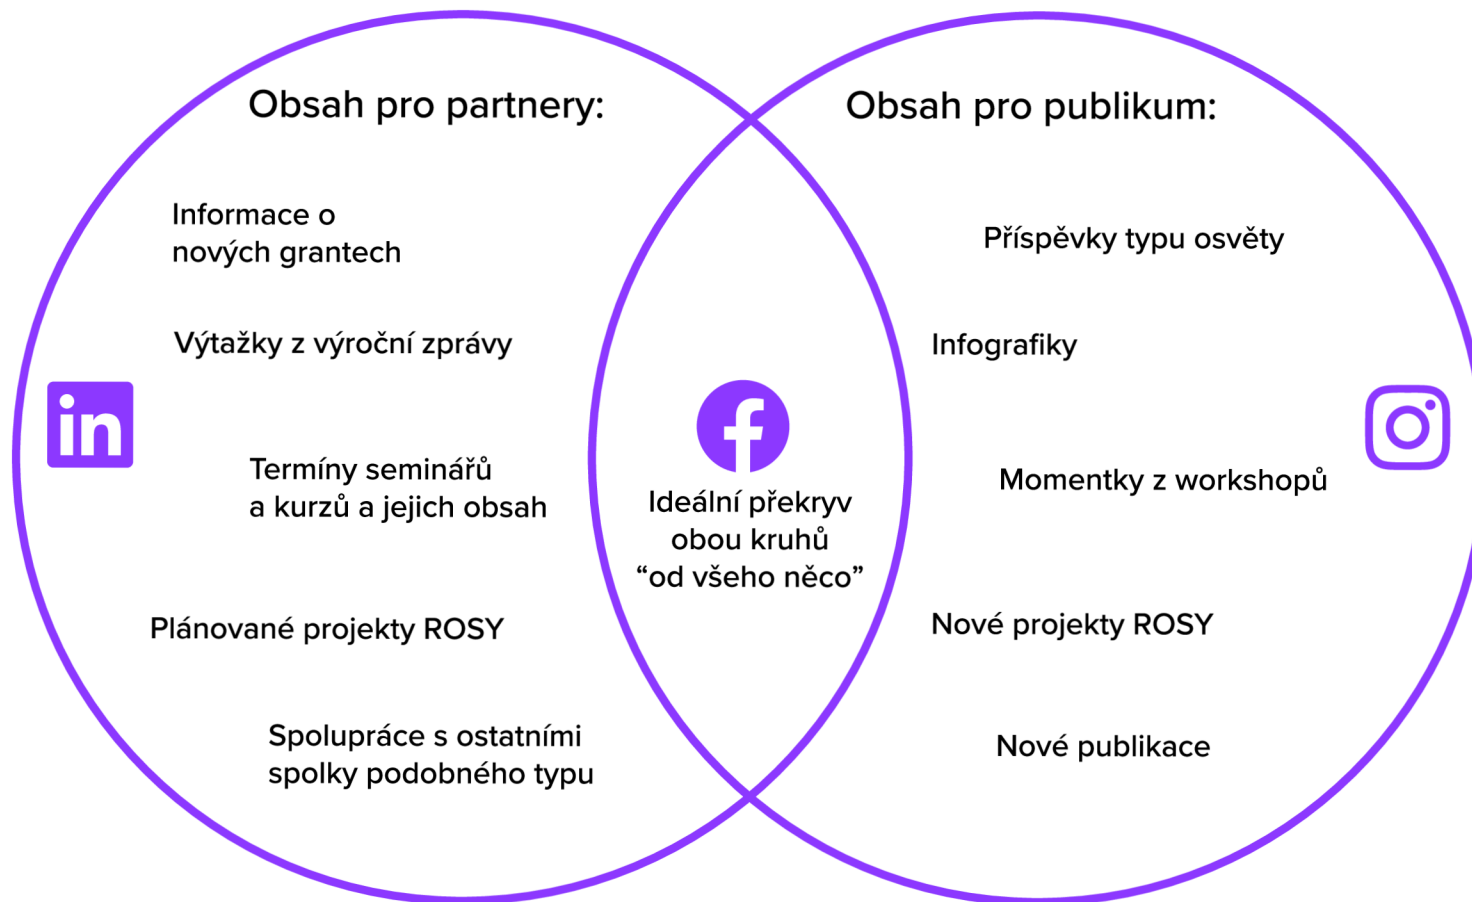 Obsah pro partnery:
Informace o
nových grantech
Výtažky z výroční zprávy
in
Termíny seminářů
a kurzů a jejich obsah
Plánované projekty ROSY
Spolupráce s ostatními
spolky podobného typu
f
Ideální překryv
obou kruhů
“od všeho něco”
Obsah pro publikum:
Příspěvky typu osvěty
Infografiky
Momentky z workshopů
Nové projekty ROSY
Nové publikace